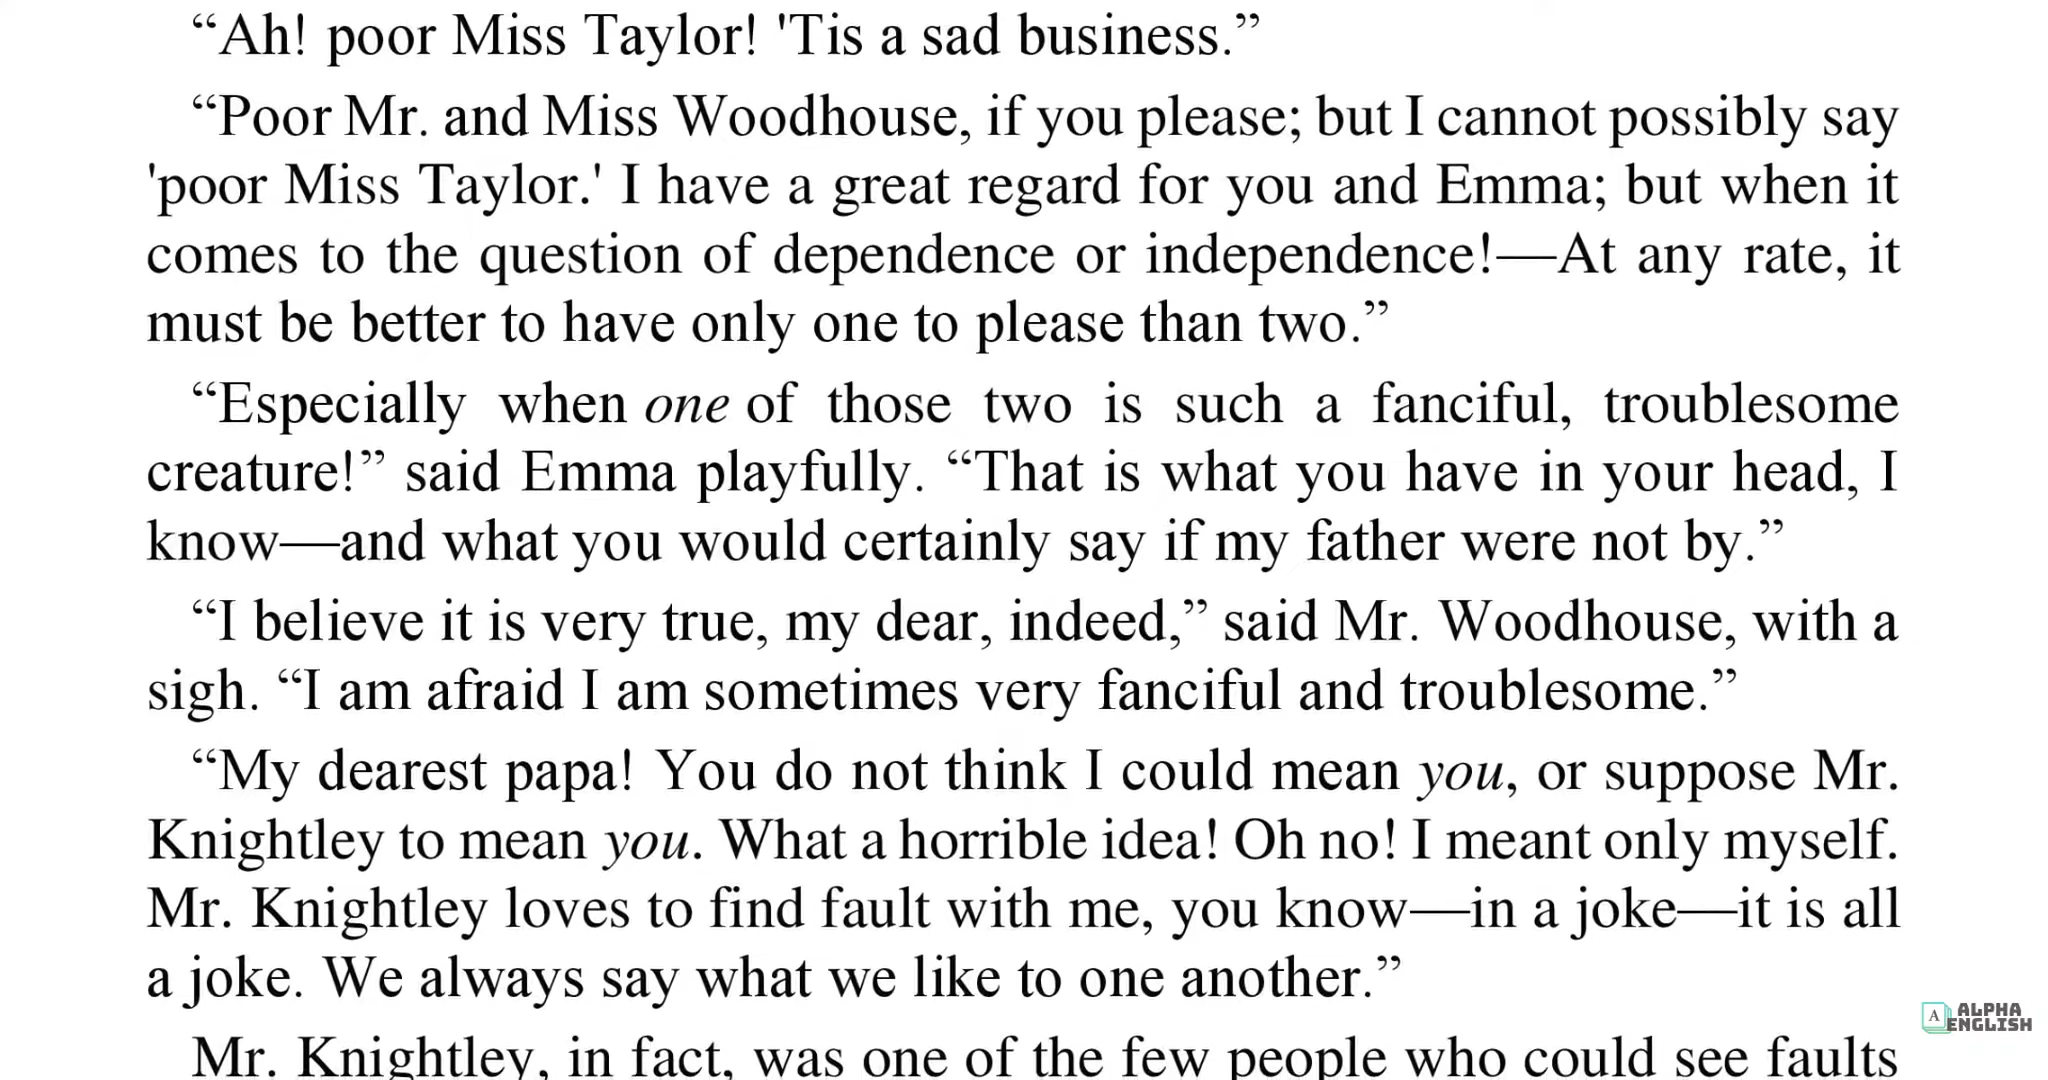 “Ah! poor Miss Taylor! 'Tis a sad business.”
“Poor Mr. and Miss Woodhouse, if you please; but I cannot possibly say
'poor Miss Taylor.' I have a great regard for you and Emma; but when it
comes to the question of dependence or independence!—At any rate, it
must be better to have only one to please than two.”
“Especially when one of those two is such a fanciful, troublesome
creature!” said Emma playfully. “That is what you have in your head, I
know—and what you would certainly say if my father were not by.”
“I believe it is very true, my dear, indeed,” said Mr. Woodhouse, with a
sigh. “I am afraid I am sometimes very fanciful and troublesome.”
“My dearest papa! You do not think I could mean you, or suppose Mr.
Knightley to mean you. What a horrible idea! Oh no! I meant only myself.
Mr. Knightley loves to find fault with me, you know—in a joke—it is all
a joke. We always say what we like to one another.”
Mr. Knightley, in fact, was one of the few people who could see faults
A
ALPHA
ENGLISH